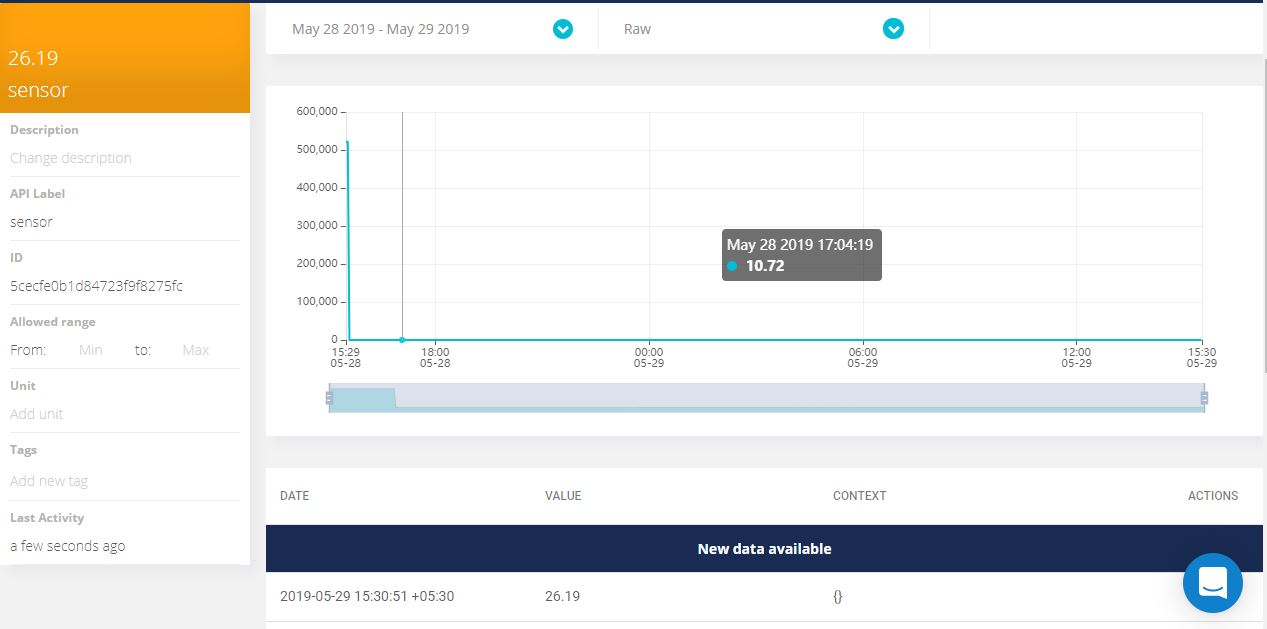 26.19
sensor
Description
Change description
API Label
sensor
ID
5cecfe0b1d84723f9f8275fc
Allowed range
From: Min to: Max
Unit
Add unit
Tags
Add new tag
Last Activity
a few seconds ago
May 28 2019 - May 29 2019
Raw
600,000
500,000
400,000
300,000
200,000
100,000
0
May 28 2019 17:04:19
10.72
15:29 18:00 00:00 06:00 12:00 15:30
05-28 05-28 05-29 05-29 05-29 05-29
DATE VALUE CONTEXT ACTIONS
New data available
2019-05-29 15:30:51 +05:30 26.19 {}